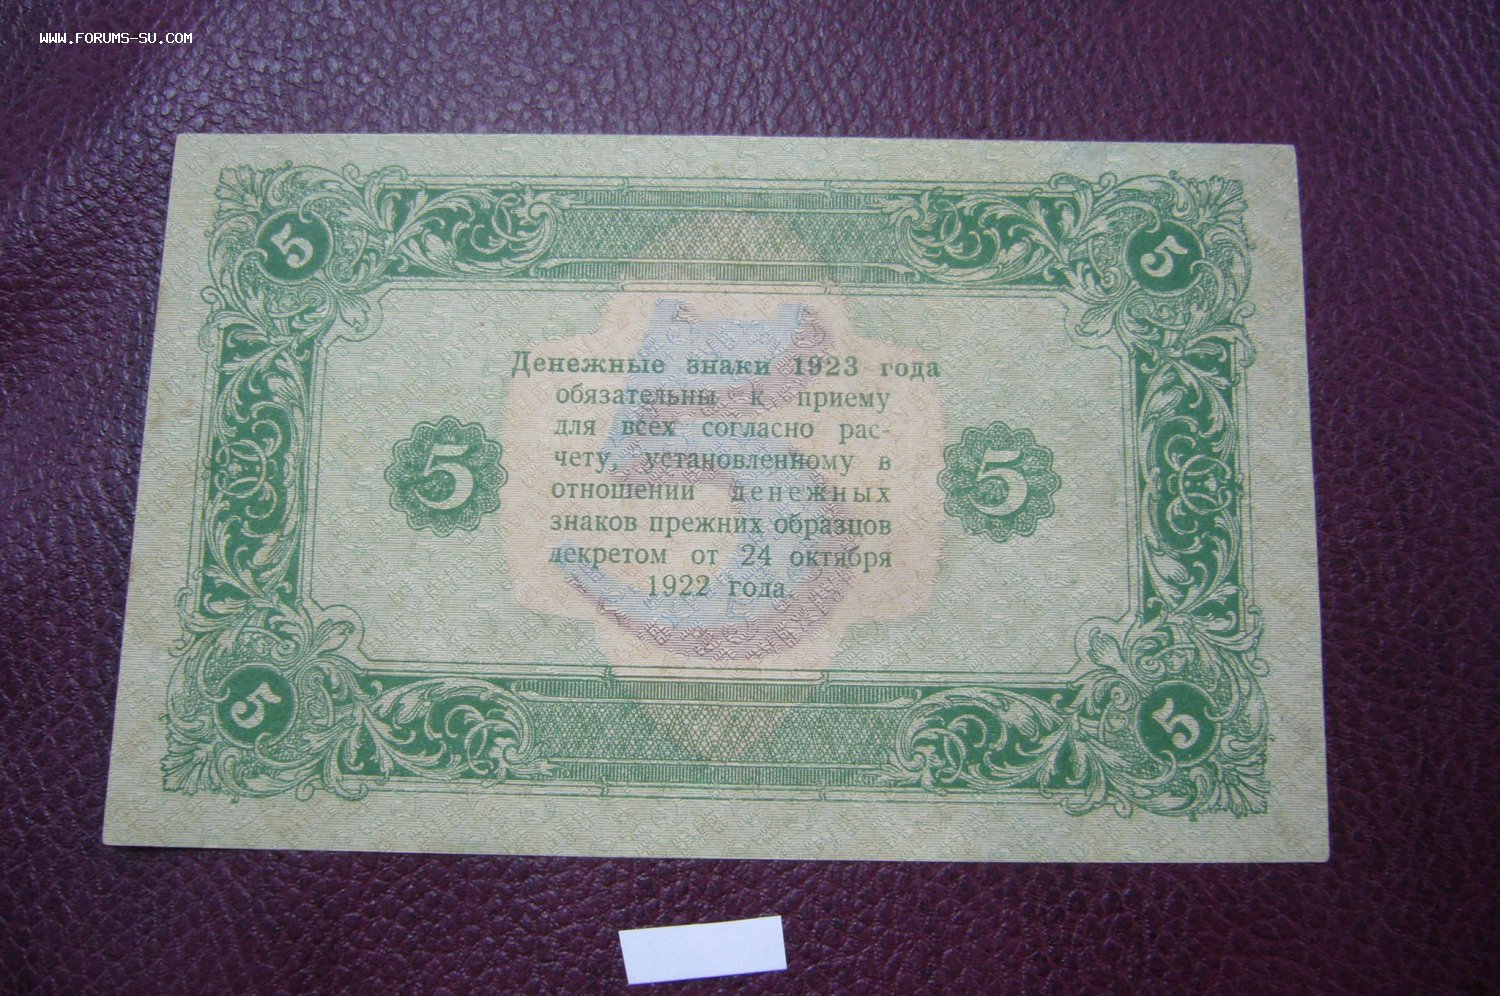 WWW.FORUMS-SU.COM
5 5
Денежные знаки 1923 года
обязательны к приему
для всех согласно рас-
чету, установленному в
отношении денежных
знаков прежних образцов
декретом от 24 октября
1922 года.
5 5
5 5